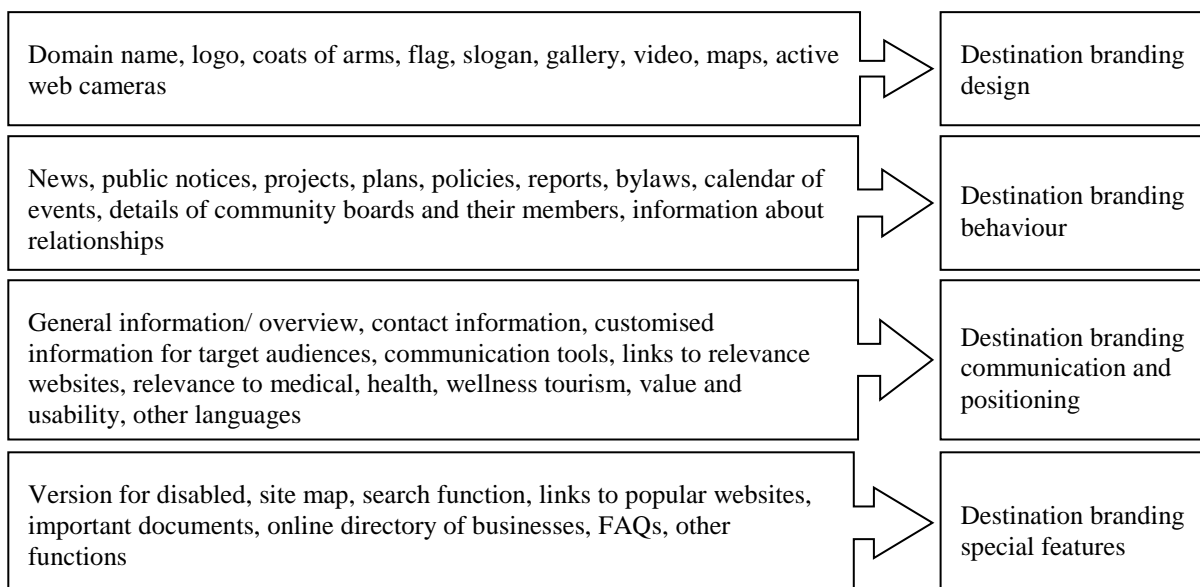 Domain name, logo, coats of arms, flag, slogan, gallery, video, maps, active
web cameras
Destination branding
design
News, public notices, projects, plans, policies, reports, bylaws, calendar of
events, details of community boards and their members, information about
relationships
Destination branding
behaviour
General information/ overview, contact information, customised
information for target audiences, communication tools, links to relevance
websites, relevance to medical, health, wellness tourism, value and
usability, other languages
Destination branding
communication and
positioning
Version for disabled, site map, search function, links to popular websites,
important documents, online directory of businesses, FAQs, other
functions
Destination branding
special features